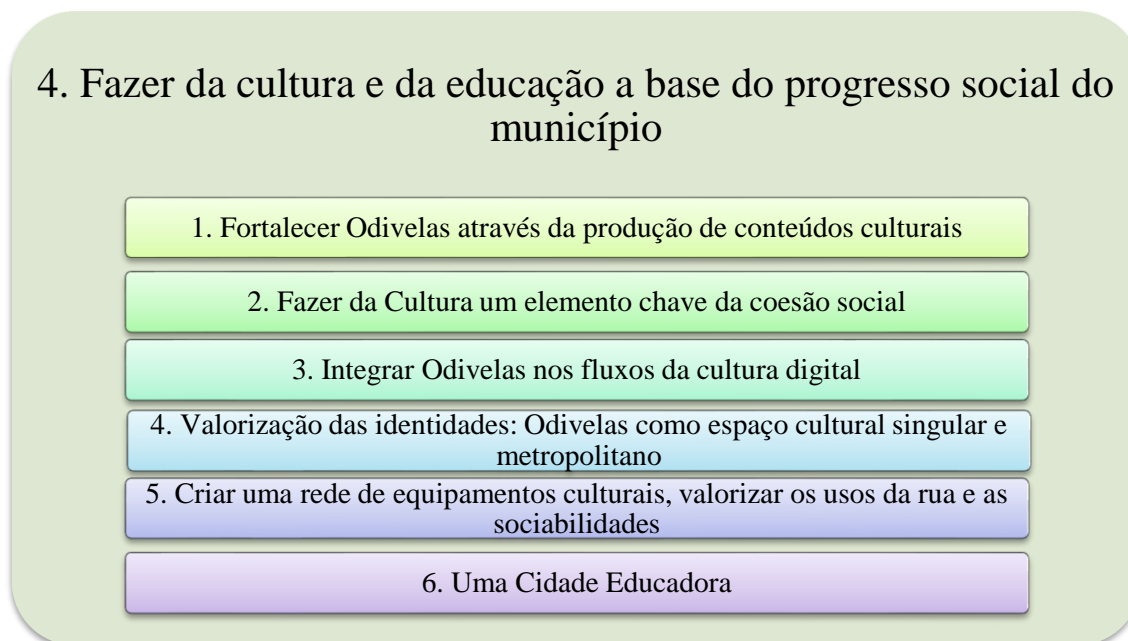 4. Fazer da cultura e da educação a base do progresso social do
município
1. Fortalecer Odivelas através da produção de conteúdos culturais
2. Fazer da Cultura um elemento chave da coesão social
3. Integrar Odivelas nos fluxos da cultura digital
4. Valorização das identidades: Odivelas como espaço cultural singular e
metropolitano
5. Criar uma rede de equipamentos culturais, valorizar os usos da rua e as
sociabilidades
6. Uma Cidade Educadora